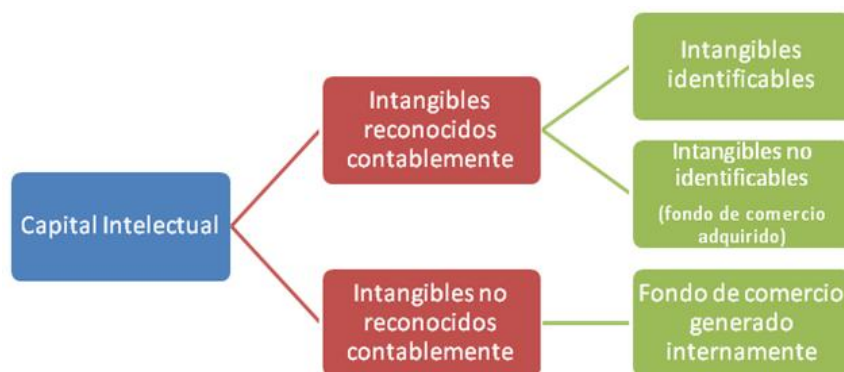 Capital Intelectual
Intangibles
reconocidos
contablemente
Intangibles
identificables
Intangibles no
identificables
(fondo de comercio
adquirido)
Intangibles no
reconocidos
contablemente
Fondo de comercio
generado
internamente